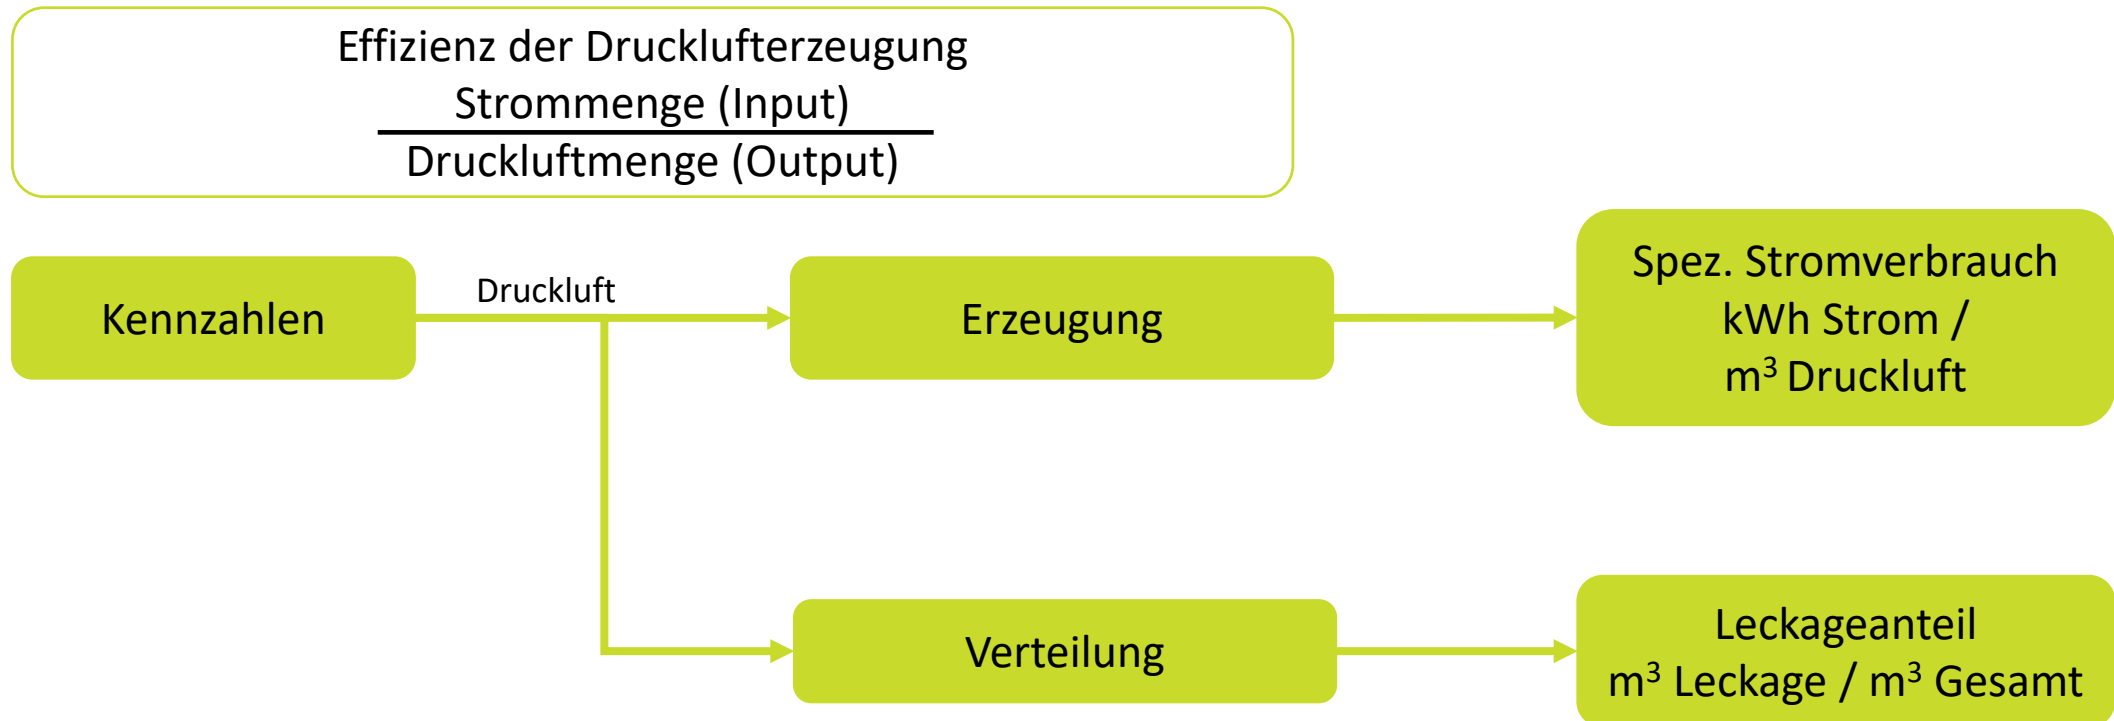 Effizienz der Drucklufterzeugung
Strommenge (Input)
Druckluftmenge (Output)
Kennzahlen
Druckluft
Erzeugung
Spez. Stromverbrauch
kWh Strom /
m³ Druckluft
Verteilung
Leckageanteil
m³ Leckage / m³ Gesamt